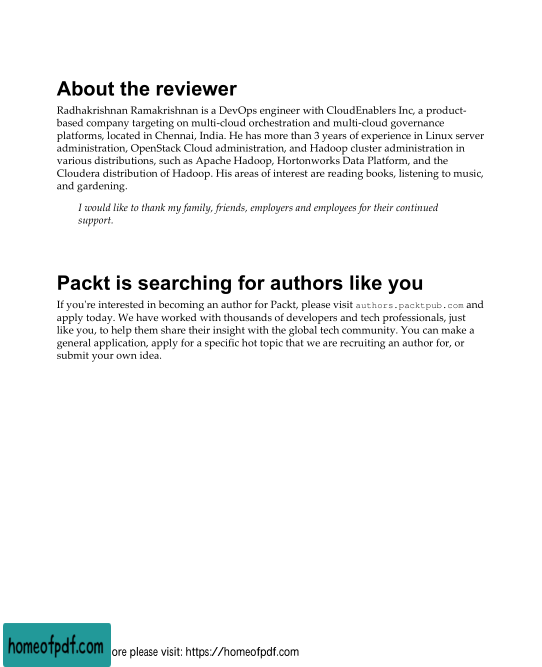 About the reviewer
Radhakrishnan Ramakrishnan is a DevOps engineer with CloudEnablers Inc, a product-
based company targeting on multi-cloud orchestration and multi-cloud governance
platforms, located in Chennai, India. He has more than 3 years of experience in Linux server
administration, OpenStack Cloud administration, and Hadoop cluster administration in
various distributions, such as Apache Hadoop, Hortonworks Data Platform, and the
Cloudera distribution of Hadoop. His areas of interest are reading books, listening to music,
and gardening.
I would like to thank my family, friends, employers and employees for their continued
support.
Packt is searching for authors like you
If you're interested in becoming an author for Packt, please visit authors.packtpub.com and
apply today. We have worked with thousands of developers and tech professionals, just
like you, to help them share their insight with the global tech community. You can make a
general application, apply for a specific hot topic that we are recruiting an author for, or
submit your own idea.
homeofpdf.com
ore please visit: https://homeofpdf.com